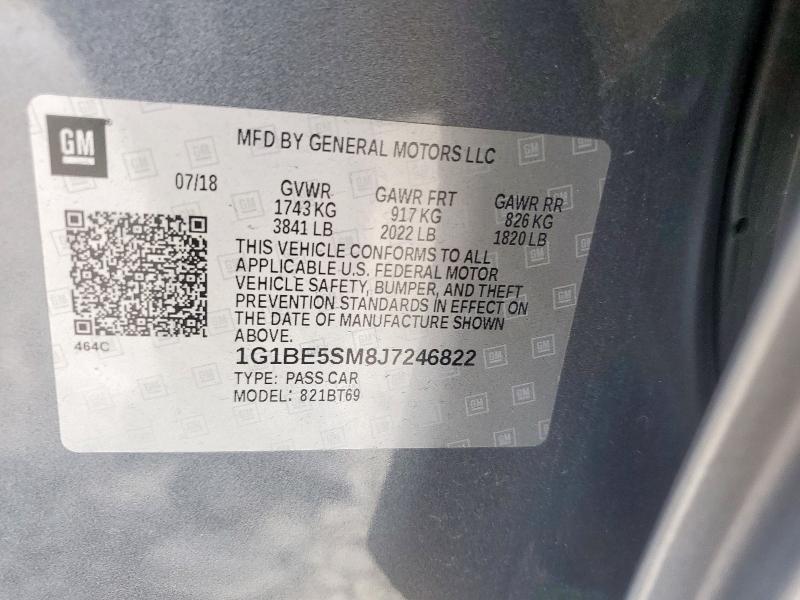 GM
MFD BY GENERAL MOTORS LLC
07/18
GVWR
1743 KG
3841 LB
GAWR FRT
917 KG
2022 LB
GAWR RR
826 KG
1820 LB
THIS VEHICLE CONFORMS TO ALL
APPLICABLE U.S. FEDERAL MOTOR
VEHICLE SAFETY, BUMPER, AND THEFT
PREVENTION STANDARDS IN EFFECT ON
THE DATE OF MANUFACTURE SHOWN
ABOVE.
464C
1G1BE5SM8J7246822
TYPE: PASS CAR
MODEL: 821BT69